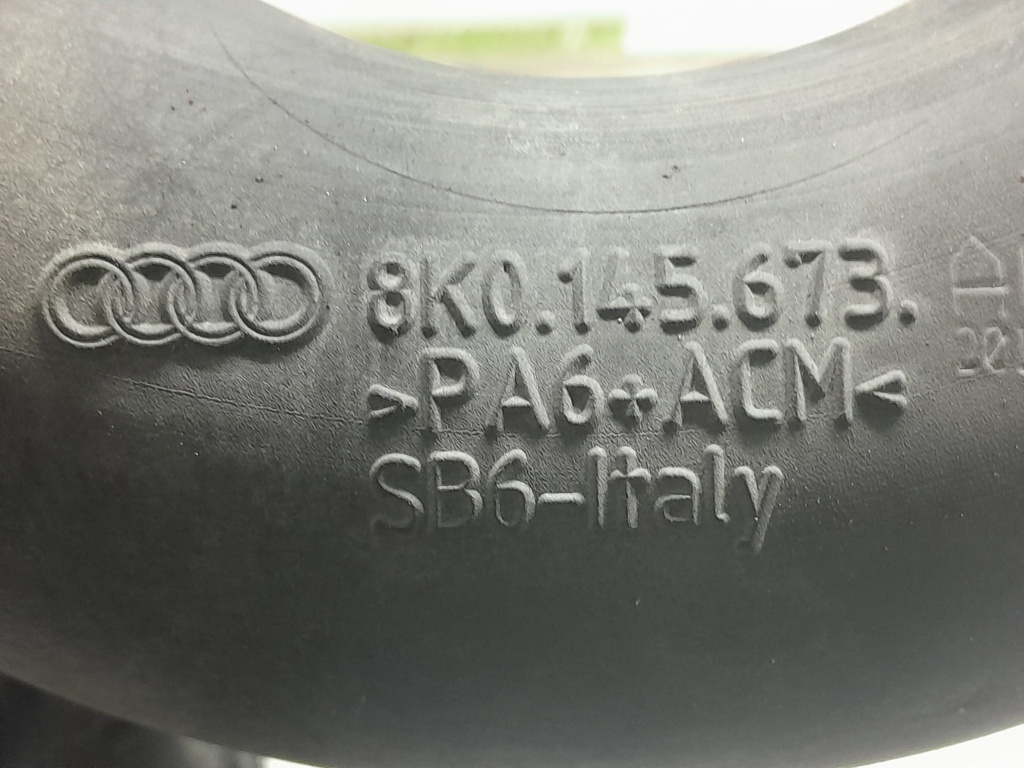 8K0.145.673.
>PA6+ACM<
SB6-Italy